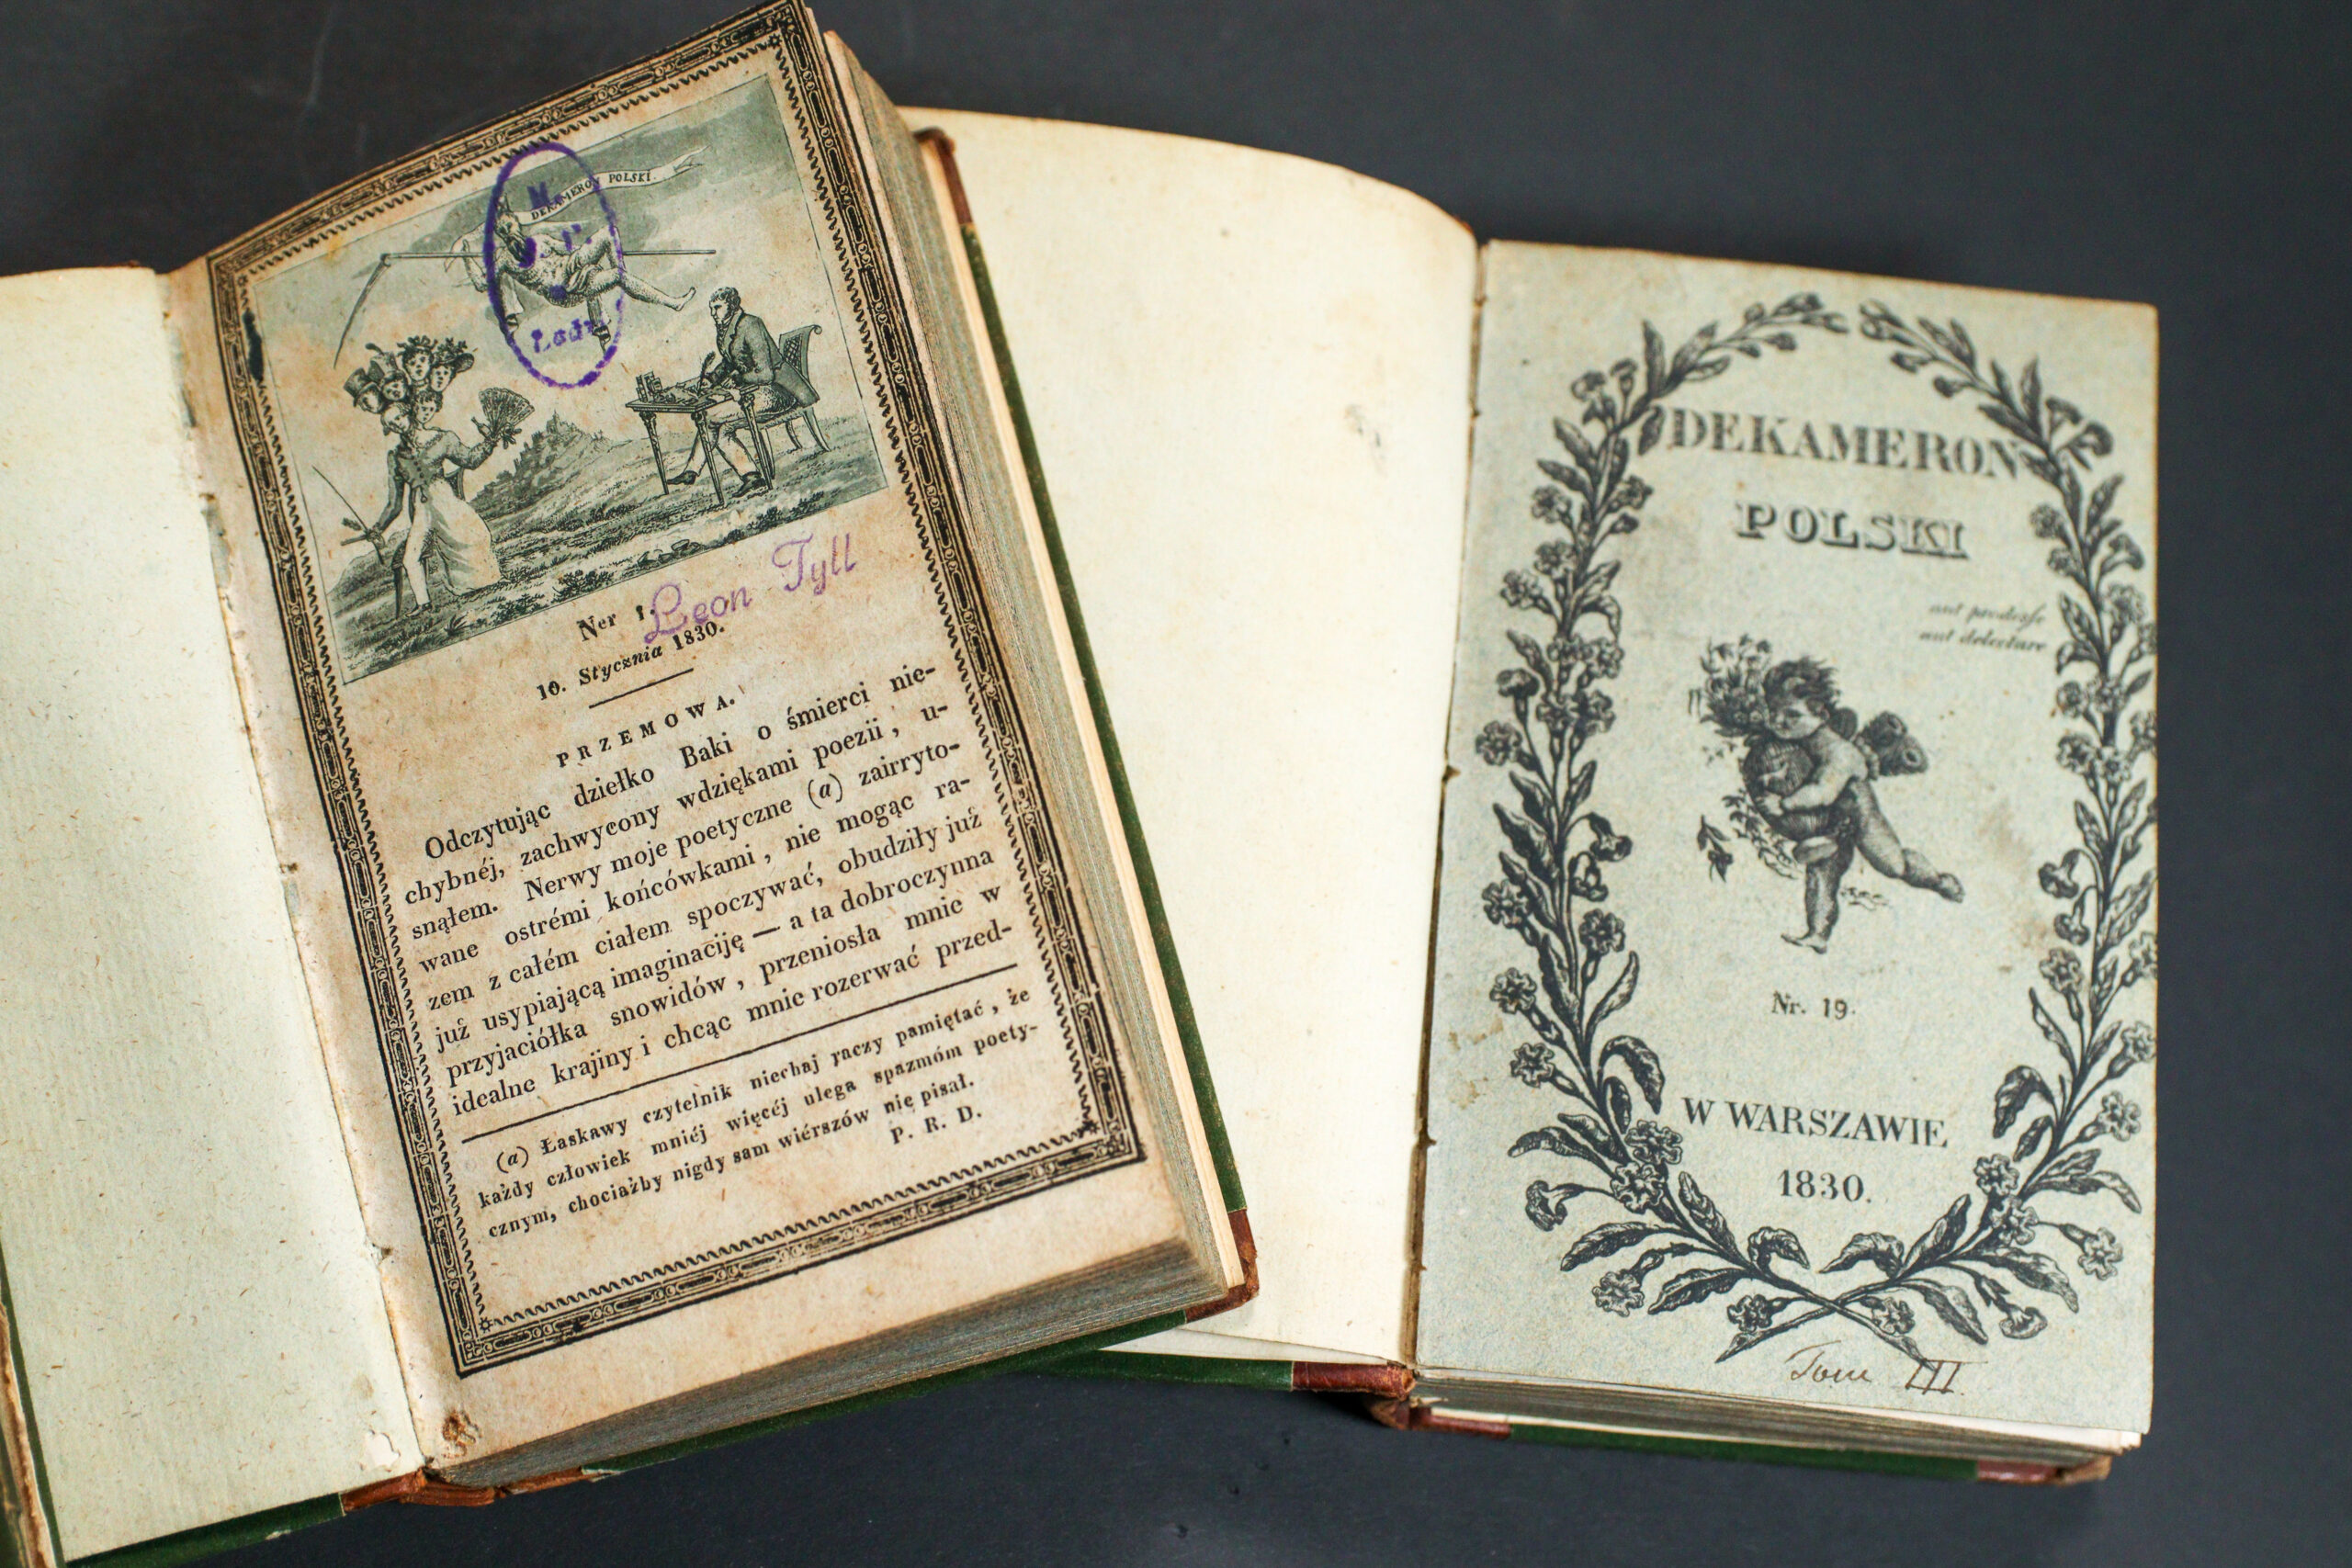 DEKAMERON POLSKI.
Łodzi
Ner 1.
Leon Tyll
10. Stycznia 1830.
PRZEMOWA.
Odczytując dziełko Baki o śmierci nie-
chybnéj, zachwycony wdziękami poezii, u-
snąłem. Nerwy moje poetyczne (a) zairryto-
wane ostrémi końcówkami, nie mogąc ra-
zem z całém ciałem spoczywać, obudziły już
już usypiającą imaginaciję — a ta dobroczynna
przyjaciółka snowidów, przeniosła mnie w
idealne krajiny i chcąc mnie rozerwać przed-
(a) Łaskawy czytelnik niechaj raczy pamiętać, że
każdy człowiek mniéj więcéj ulega spazmóm poety-
cznym, chociażby nigdy sam wiérszów nie pisał.
P. R. D.
DEKAMERON
POLSKI
aut prodesse
aut delectare
Nr. 19.
W WARSZAWIE
1830.
Tom III.